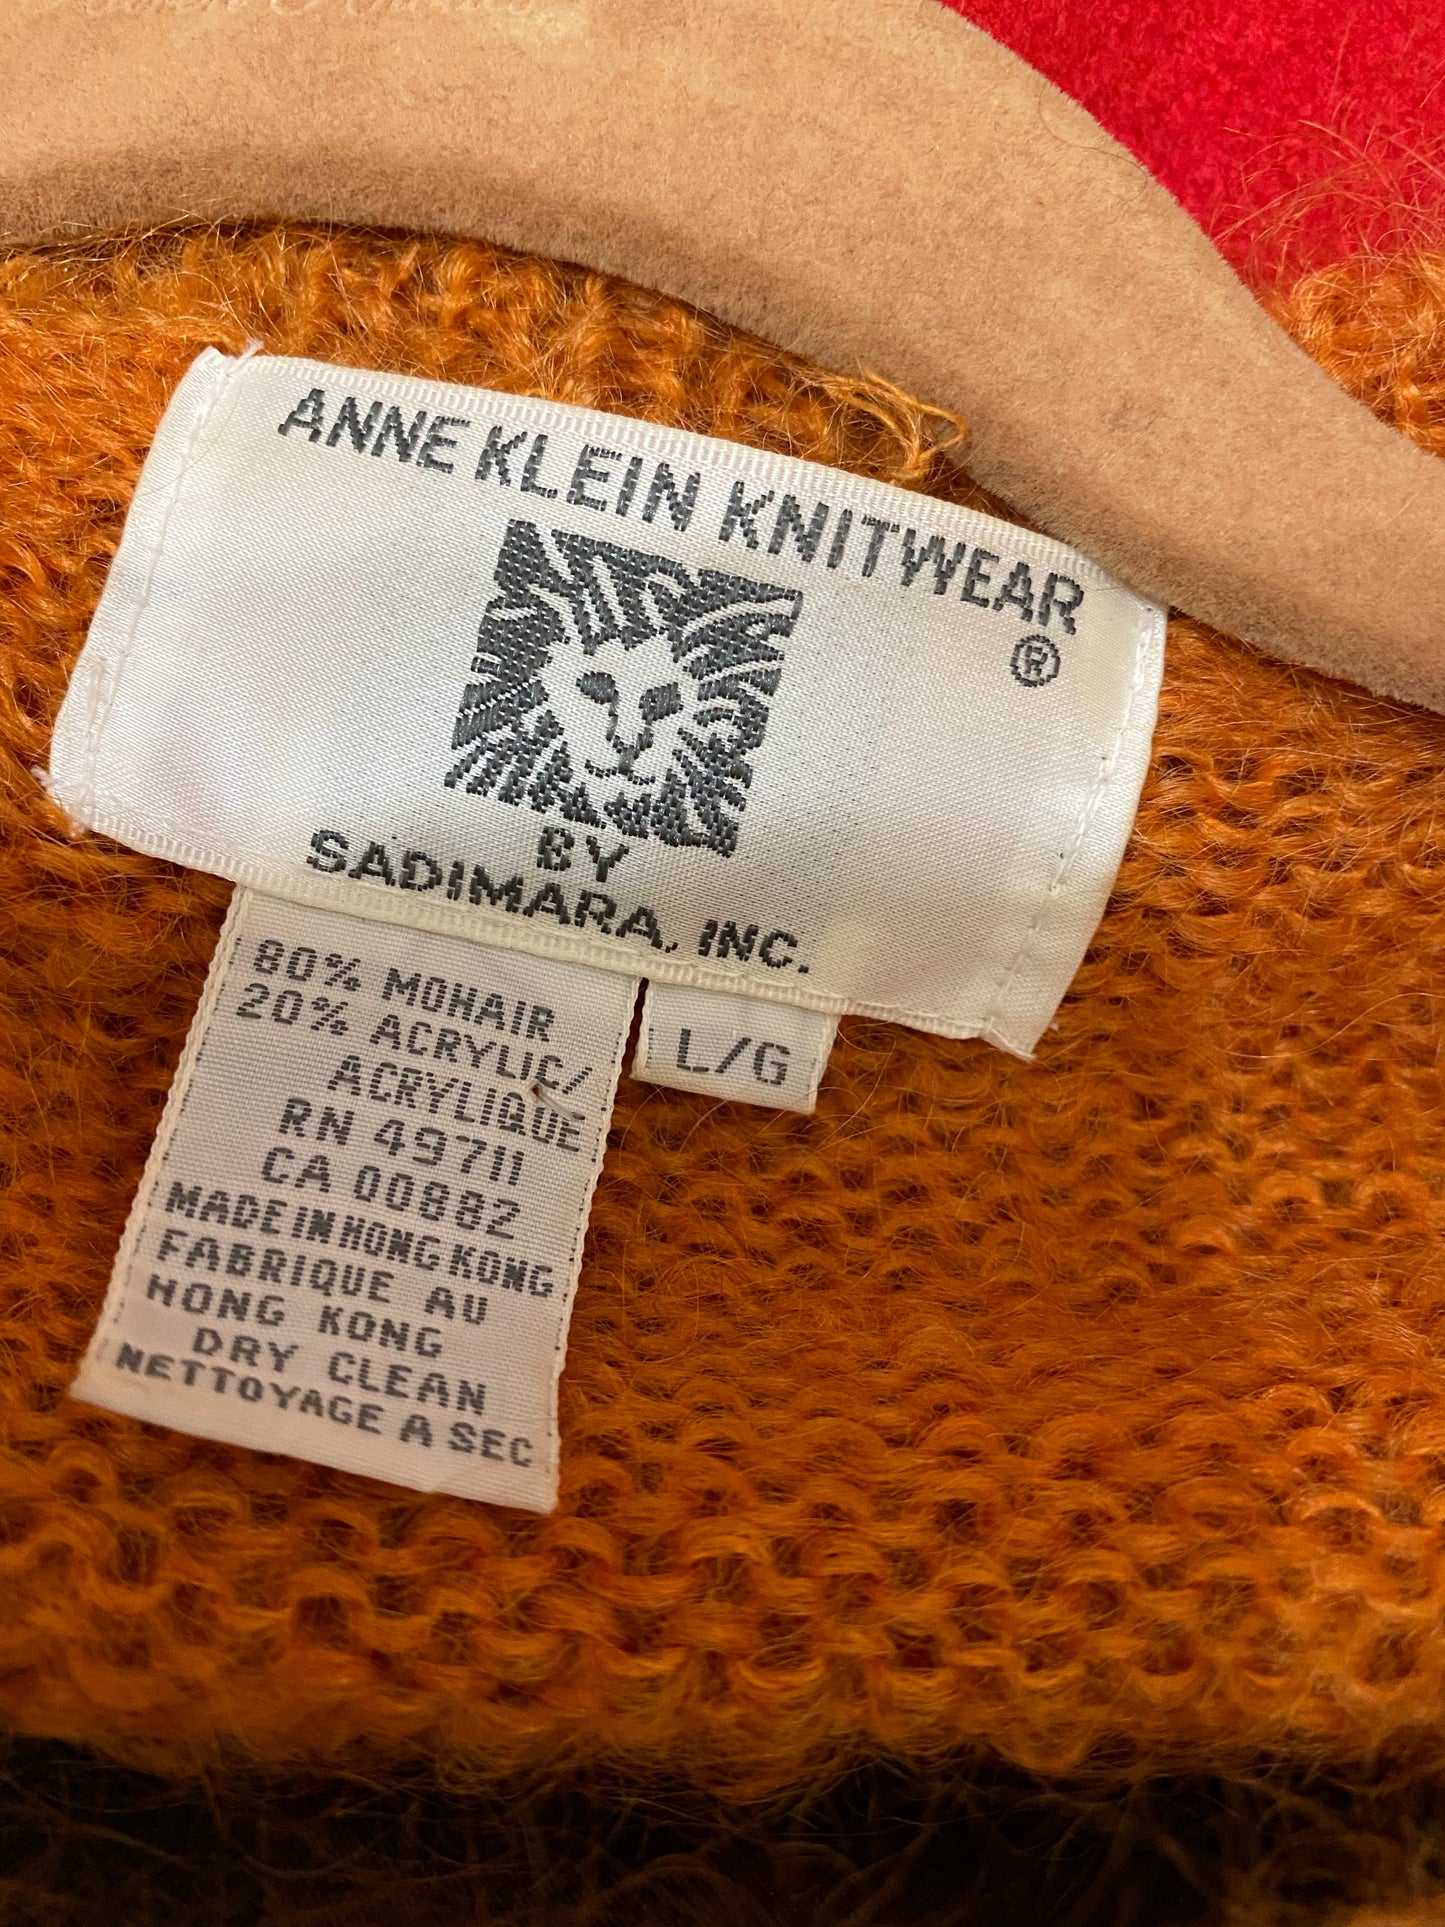 ANNE KLEIN KNITWEAR
®
BY
SADIMARA, INC.
80% MOHAIR
20% ACRYLIC/
ACRYLIQUE
RN 49711
CA 00882
MADE IN HONG KONG
FABRIQUE AU
HONG KONG
DRY CLEAN
NETTOYAGE A SEC
L/G